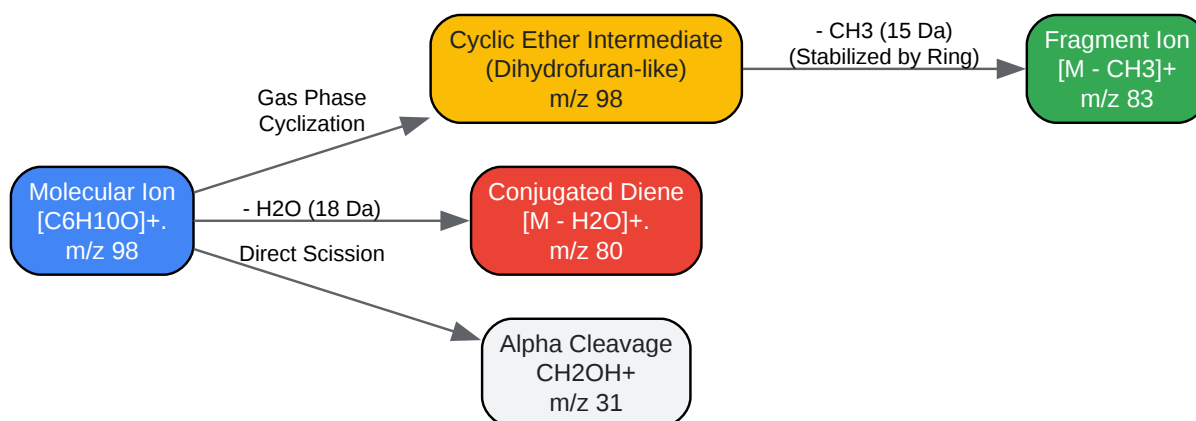 Cyclic Ether Intermediate
(Dihydrofuran-like)
m/z 98
- CH3 (15 Da)
(Stabilized by Ring)
Fragment Ion
[M - CH3]+
m/z 83
Gas Phase
Cyclization
Molecular Ion
[C6H10O]+.
m/z 98
- H2O (18 Da)
Conjugated Diene
[M - H2O]+.
m/z 80
Direct Scission
Alpha Cleavage
CH2OH+
m/z 31